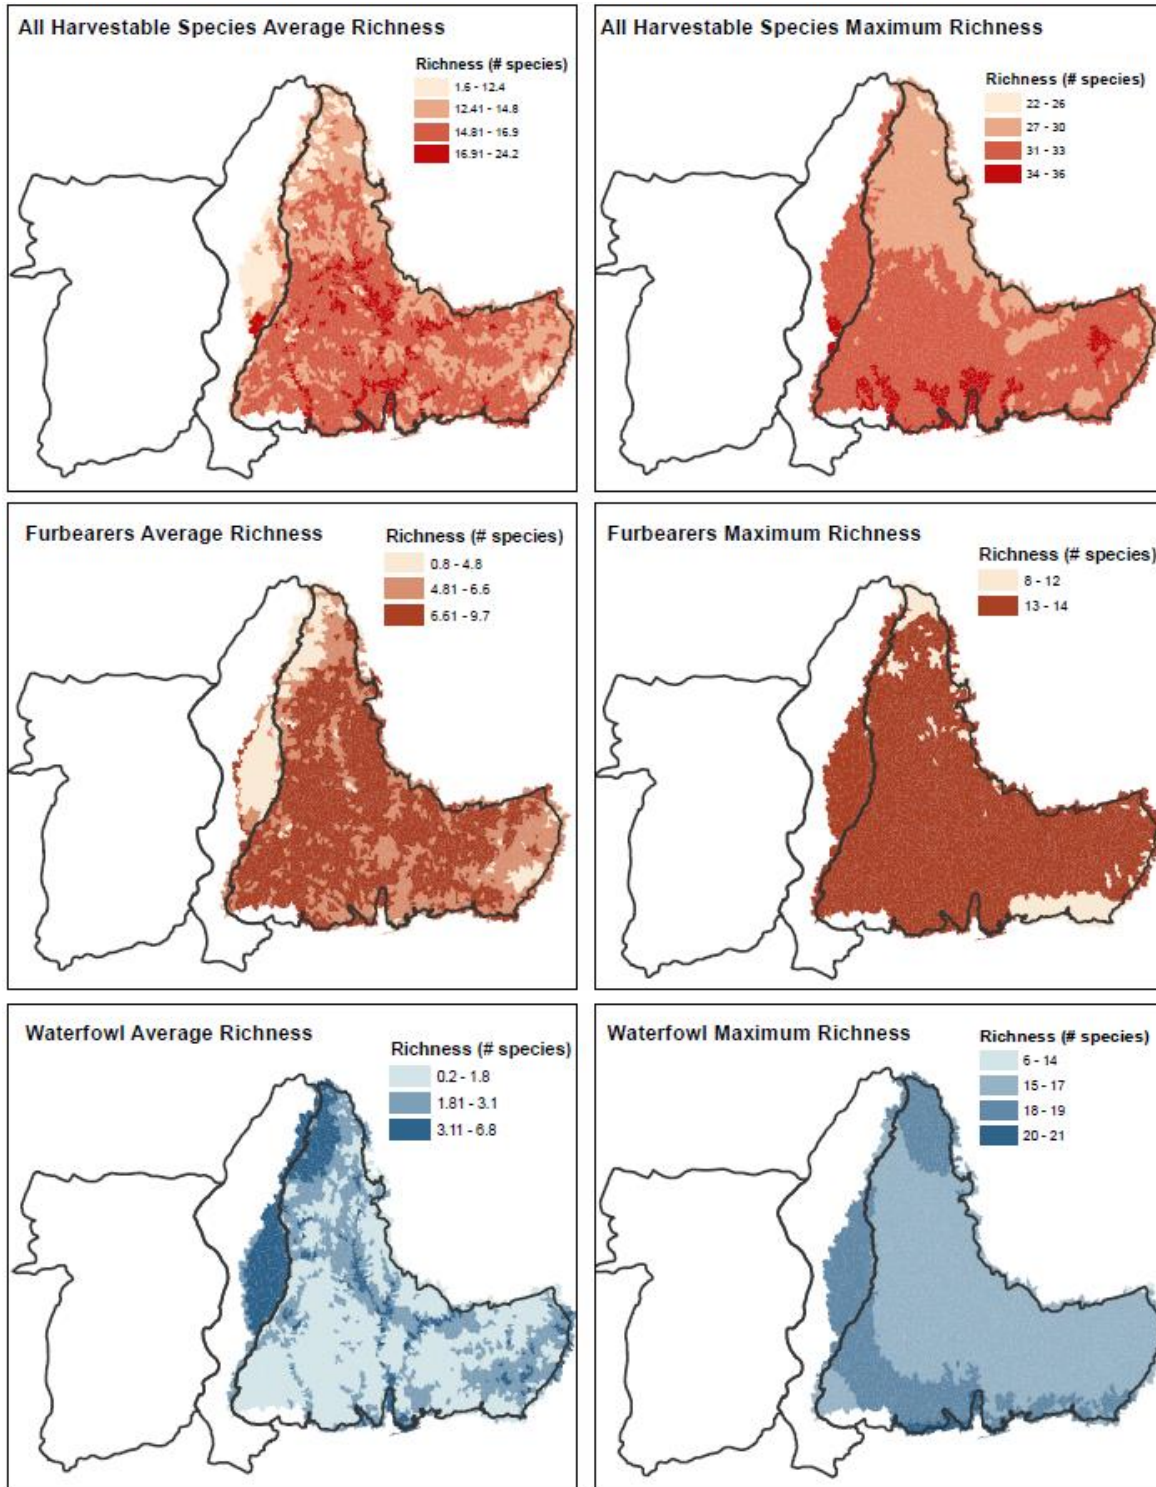 All Harvestable Species Average Richness
Richness (# species)
1.6 - 12.4
12.41 - 14.8
14.81 - 16.9
16.91 - 24.2
All Harvestable Species Maximum Richness
Richness (# species)
22 - 26
27 - 30
31 - 33
34 - 36
Furbearers Average Richness
Richness (# species)
0.8 - 4.8
4.81 - 6.6
6.61 - 9.7
Furbearers Maximum Richness
Richness (# species)
8 - 12
13 - 14
Waterfowl Average Richness
Richness (# species)
0.2 - 1.8
1.81 - 3.1
3.11 - 6.8
Waterfowl Maximum Richness
Richness (# species)
6 - 14
15 - 17
18 - 19
20 - 21